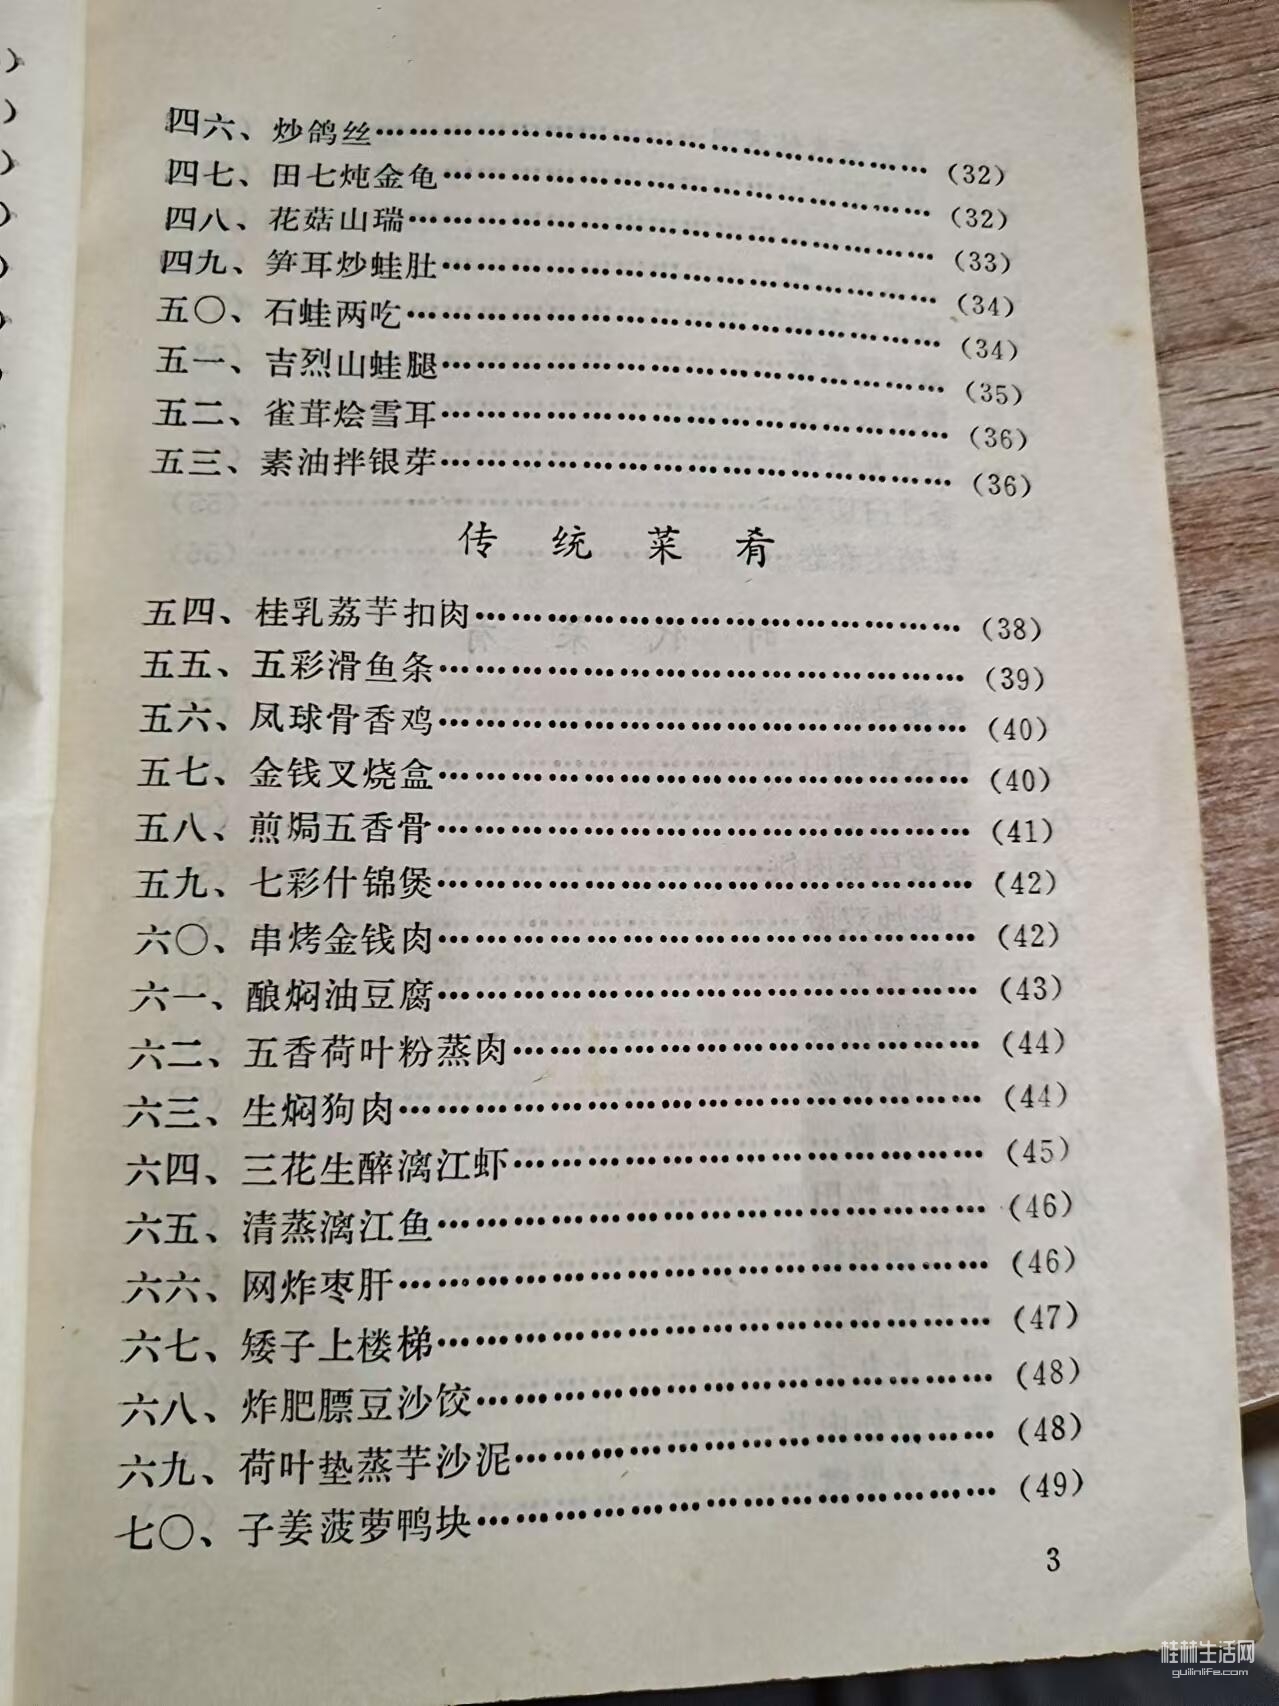 四六、炒鸽丝……………………………………(32)
四七、田七炖金龟……………………………………(32)
四八、花菇山瑞……………………………………(33)
四九、笋耳炒蛙肚……………………………………(34)
五〇、石蛙两吃……………………………………(34)
五一、吉烈山蛙腿……………………………………(35)
五二、雀茸烩雪耳……………………………………(36)
五三、素油拌银芽……………………………………(36)
传统菜肴
五四、桂乳荔芋扣肉……………………………………(38)
五五、五彩滑鱼条……………………………………(39)
五六、凤球骨香鸡……………………………………(40)
五七、金钱叉烧盒……………………………………(40)
五八、煎焗五香骨……………………………………(41)
五九、七彩什锦煲……………………………………(42)
六〇、串烤金钱肉……………………………………(42)
六一、酿焖油豆腐……………………………………(43)
六二、五香荷叶粉蒸肉……………………………………(44)
六三、生焖狗肉……………………………………(44)
六四、三花生醉漓江虾……………………………………(45)
六五、清蒸漓江鱼……………………………………(46)
六六、网炸枣肝……………………………………(46)
六七、矮子上楼梯……………………………………(47)
六八、炸肥膘豆沙饺……………………………………(48)
六九、荷叶垫蒸芋沙泥……………………………………(48)
七〇、子姜菠萝鸭块……………………………………(49)
3
桂林生活网
guilinlife.com